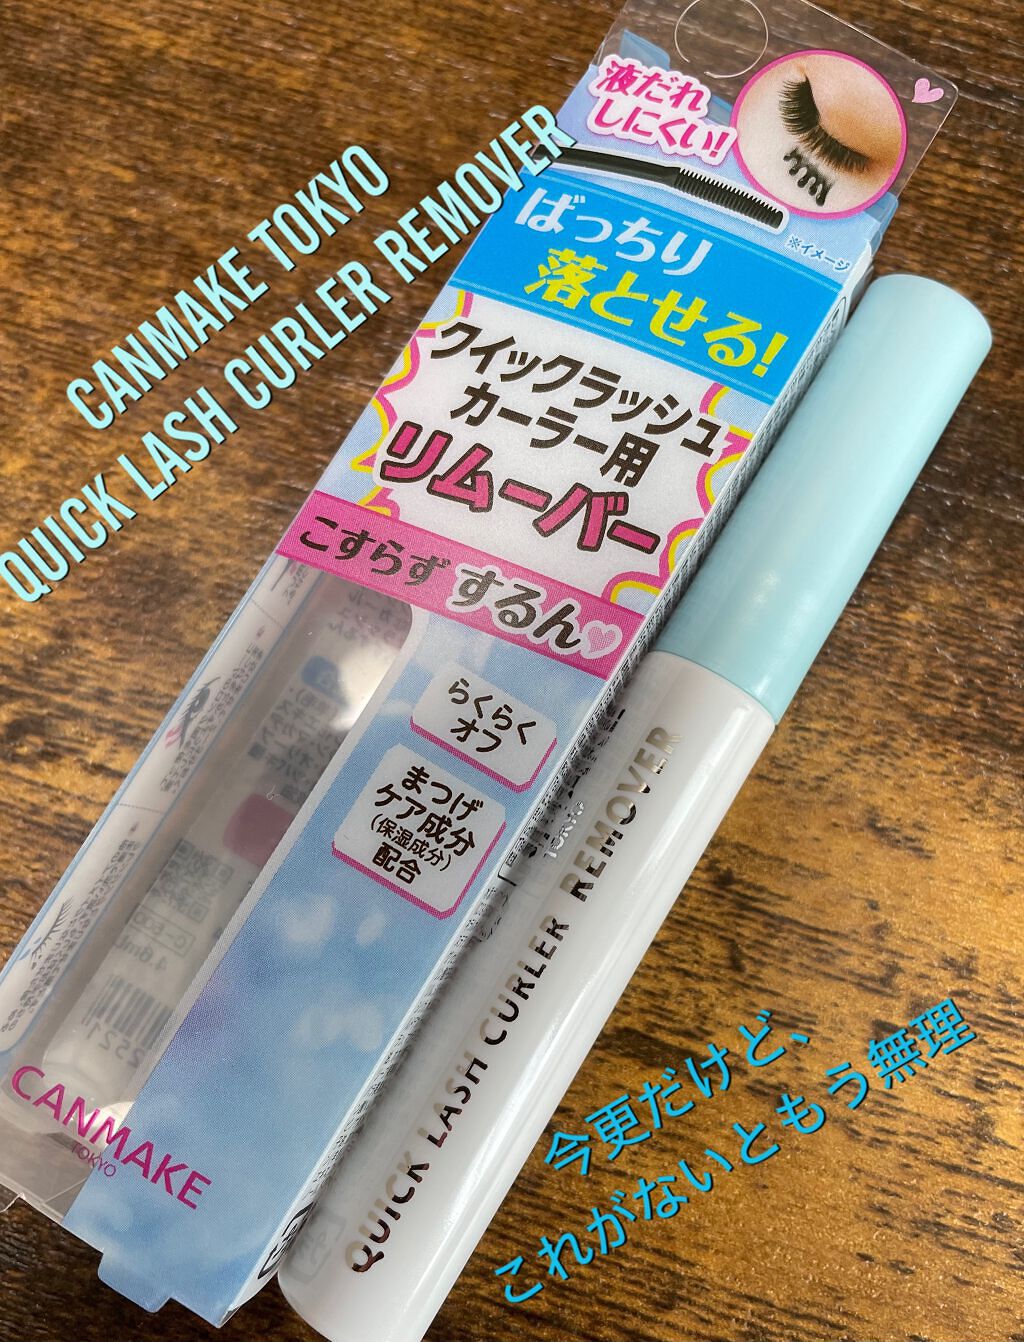 CANMAKE TOKYO
QUICK LASH CURLER REMOVER
液だれ
しにくい!
※イメージ
ばっちり
落とせる!
クイックラッシュ
カーラー用
リムーバー
こすらず するん
らくらく
オフ
まつげ
ケア成分
(保湿成分)
配合
CANMAKE
TOKYO
TOKYO
QUICK LASH CURLER REMOVER
今更だけど、
これがないともう無理